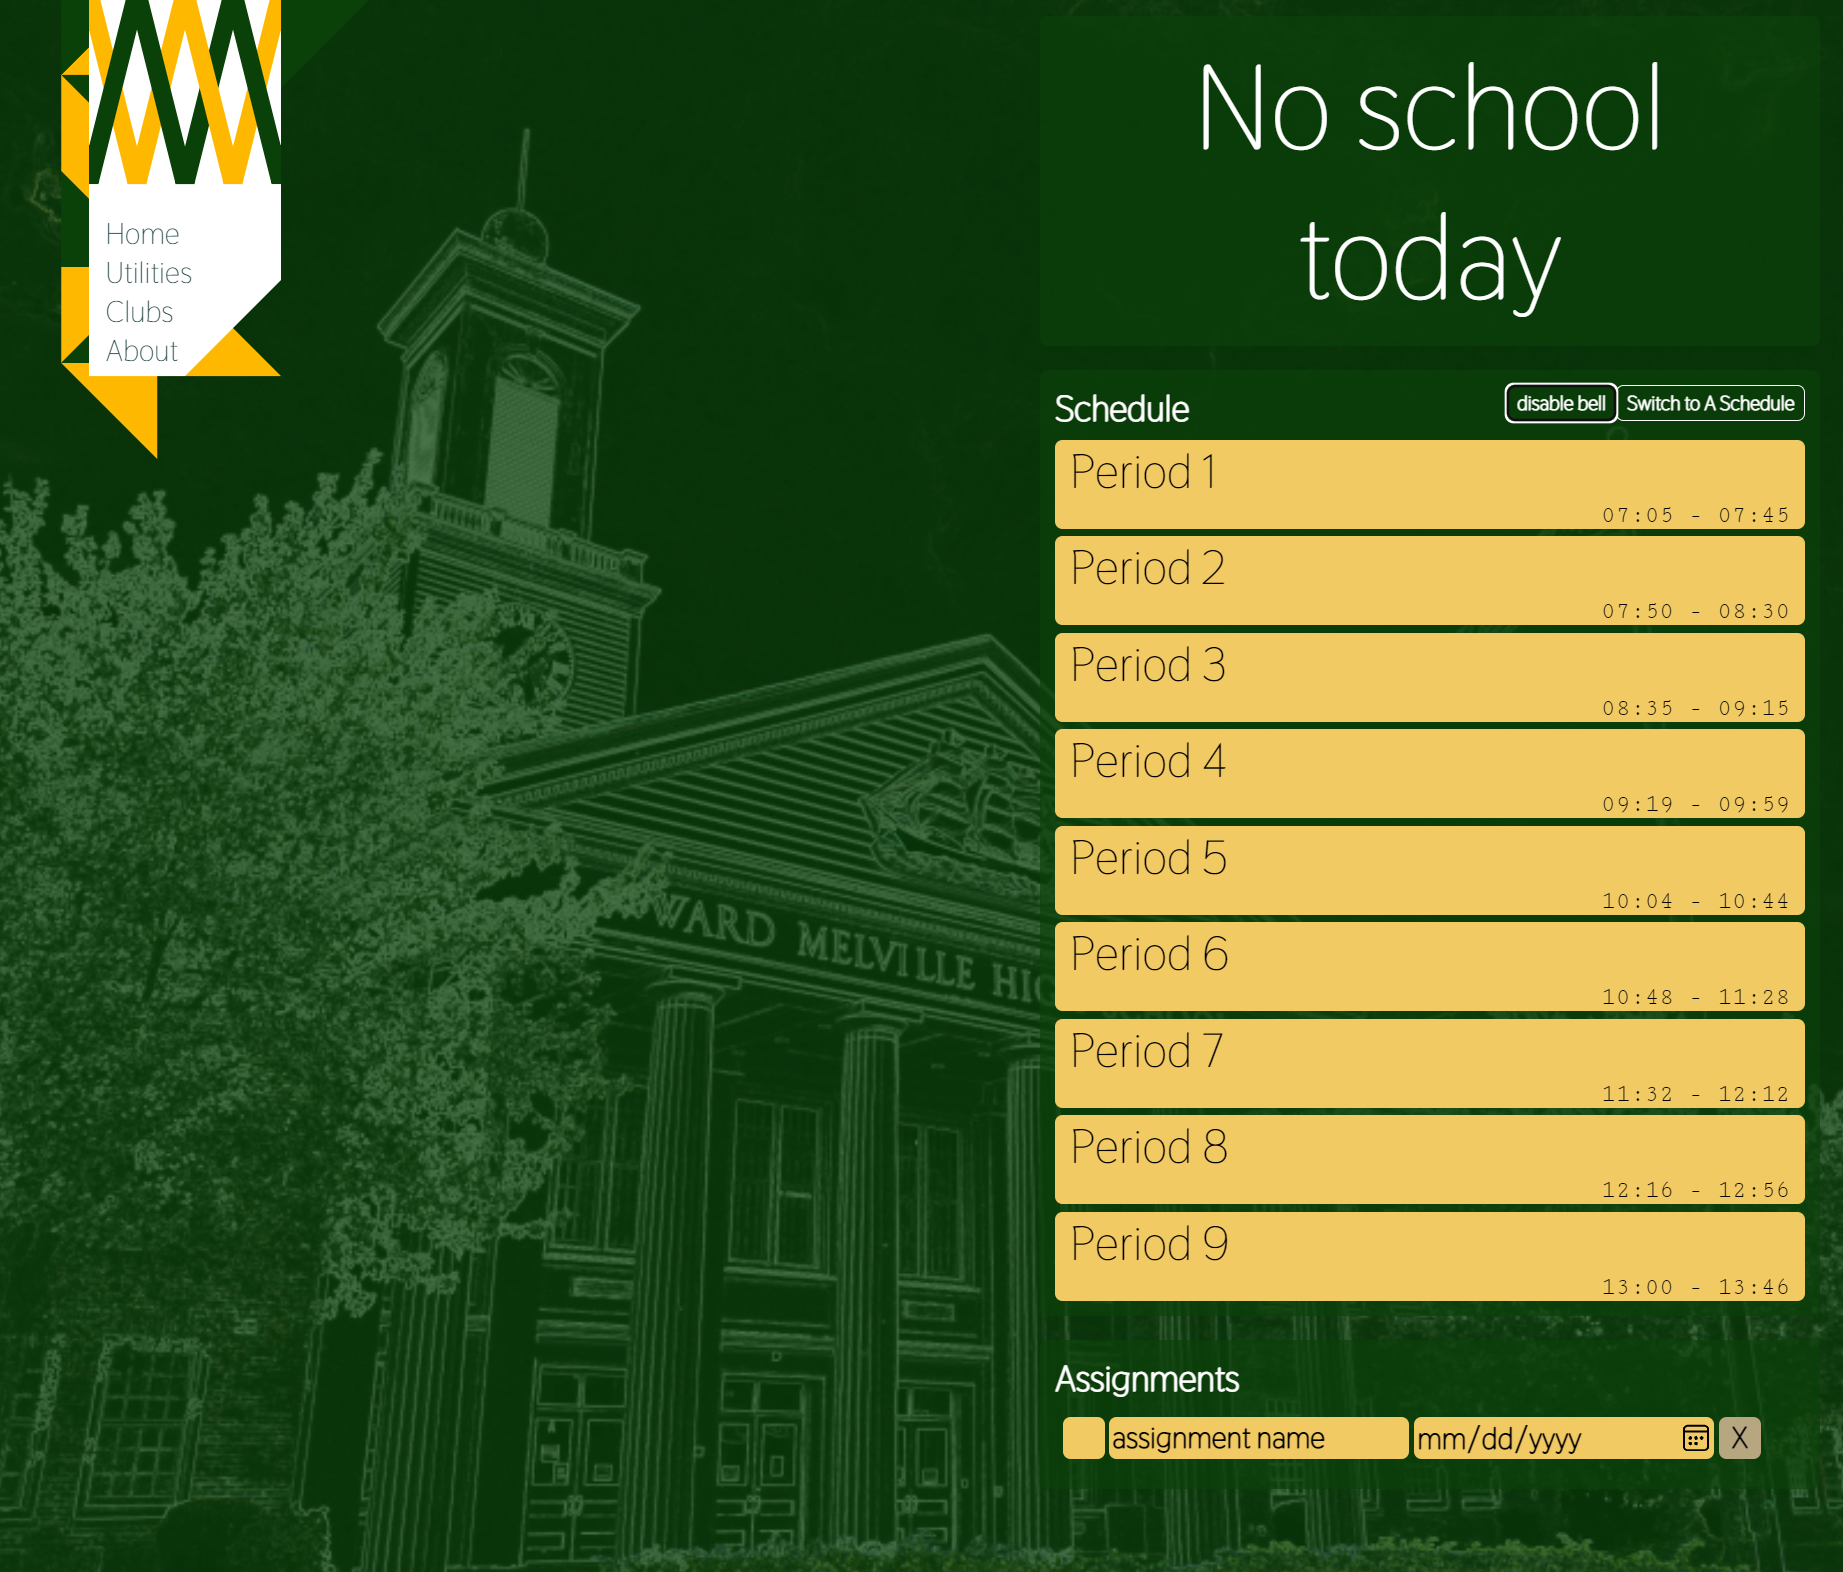 Home
Utilities
Clubs
About
WARD MELVILLE HIG
No school
today
Schedule
disable bell
Switch to A Schedule
Period 1
07:05 - 07:45
Period 2
07:50 - 08:30
Period 3
08:35 - 09:15
Period 4
09:19 - 09:59
Period 5
10:04 - 10:44
Period 6
10:48 - 11:28
Period 7
11:32 - 12:12
Period 8
12:16 - 12:56
Period 9
13:00 - 13:46
Assignments
assignment name
mm/dd/yyyy
X